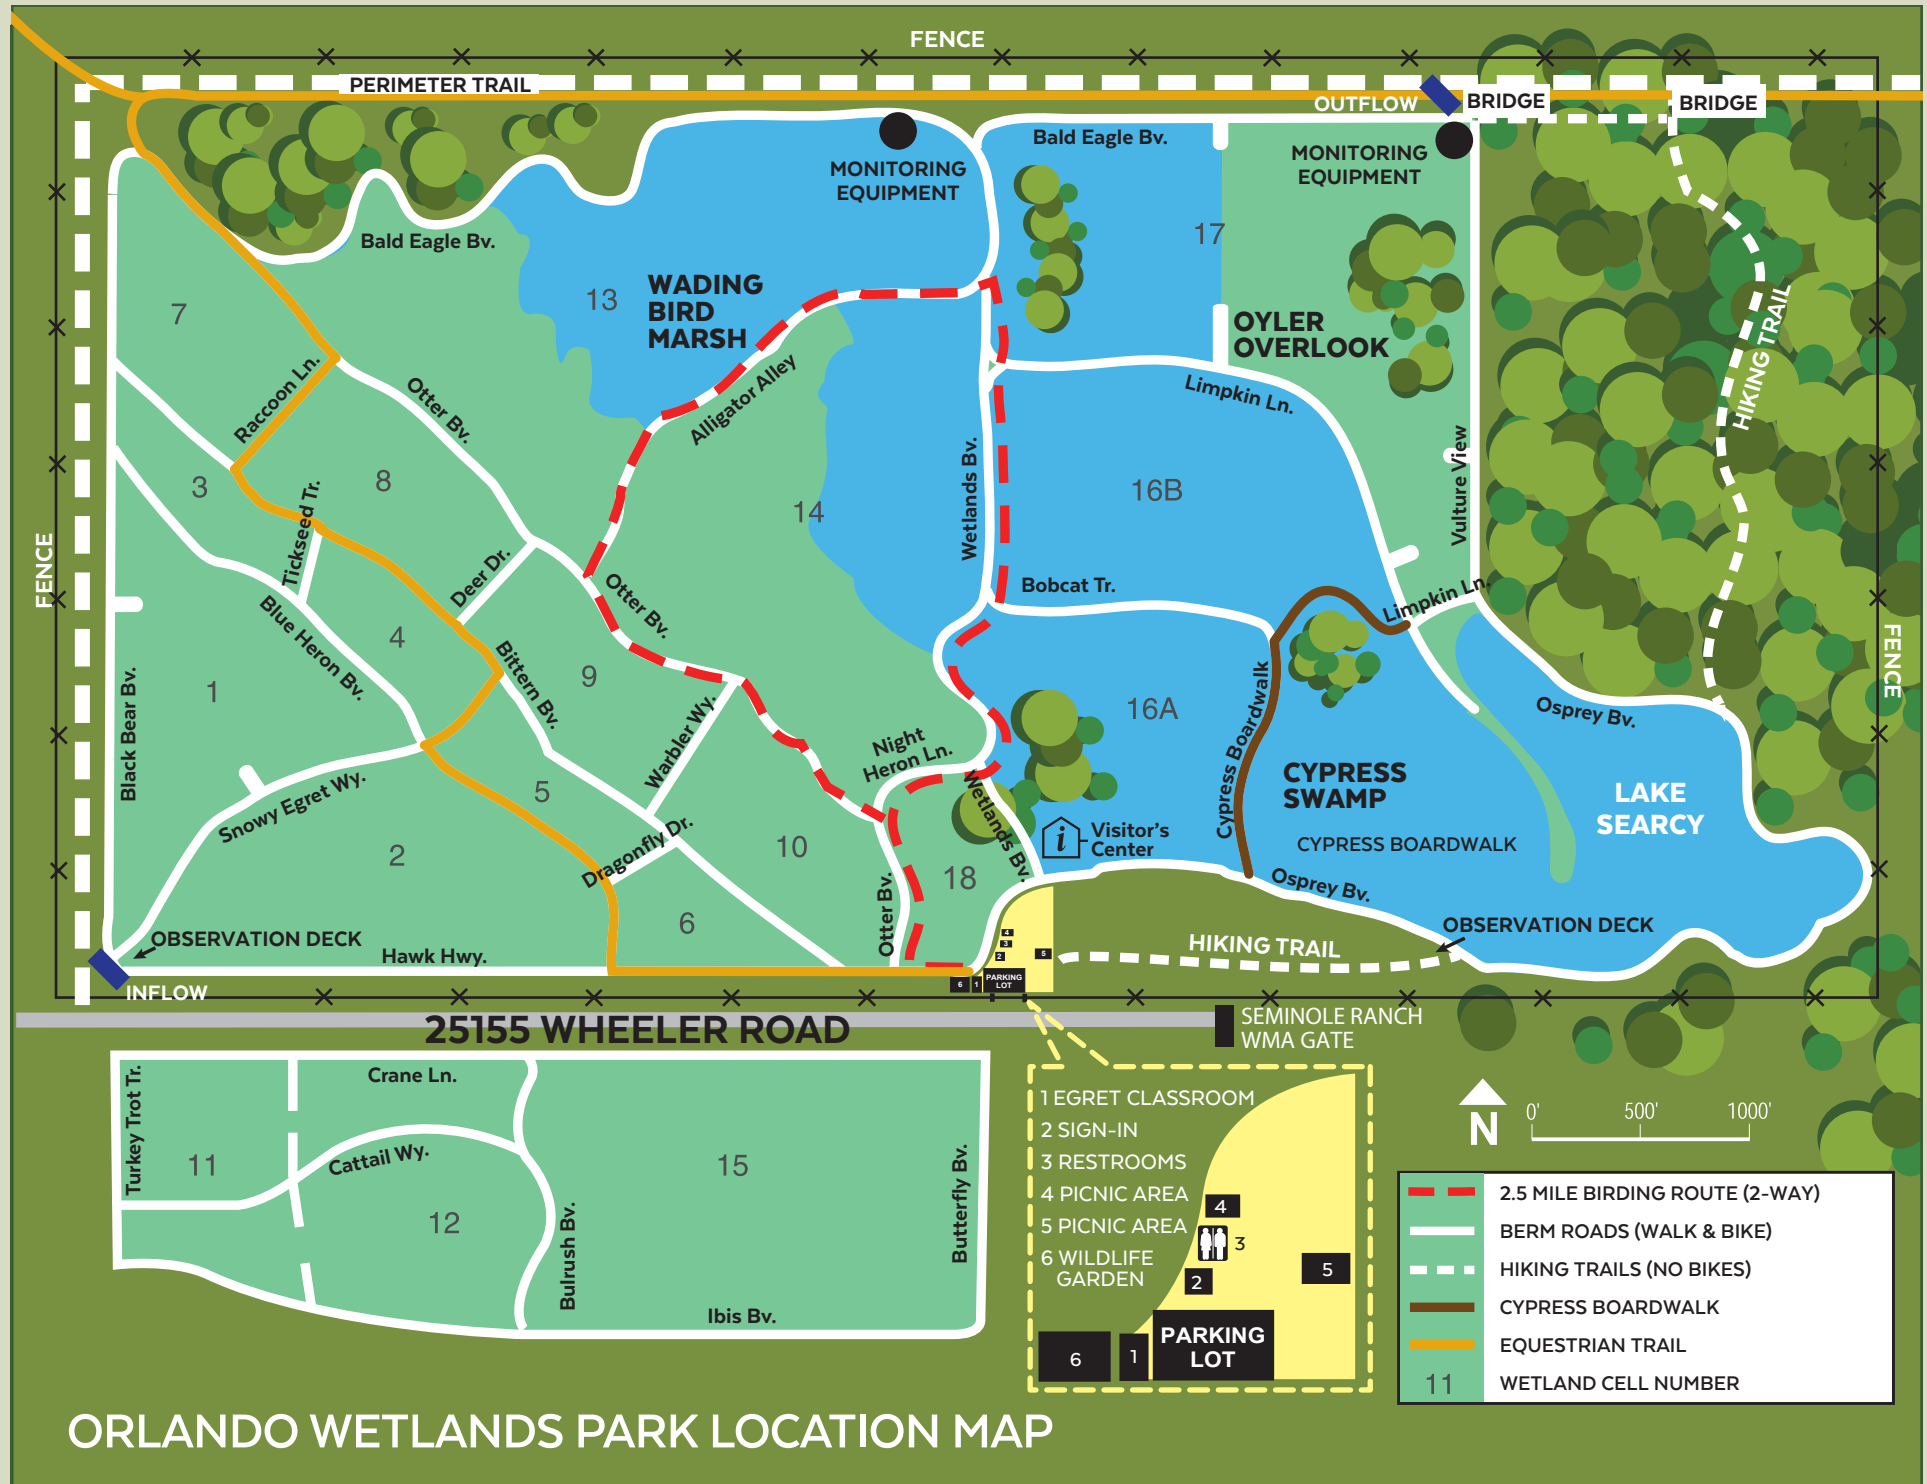 FENCE
PERIMETER TRAIL
OUTFLOW
BRIDGE
BRIDGE
Bald Eagle Bv.
MONITORING
EQUIPMENT
MONITORING
EQUIPMENT
17
Bald Eagle Bv.
7
13
WADING
BIRD
MARSH
OYLER
OVERLOOK
HIKING TRAIL
Raccoon Ln.
Otter Bv.
Alligator Alley
Limpkin Ln.
3
8
14
Wetlands Bv.
16B
Vulture View
Tickseed Tr.
FENCE
Deer Dr.
Otter Bv.
Bobcat Tr.
Limpkin Ln.
Blue Heron Bv.
4
Bittern Bv.
9
FENCE
1
Black Bear Bv.
Warbler Wy.
16A
Cypress Boardwalk
Osprey Bv.
Night
Heron Ln.
Snowy Egret Wy.
5
CYPRESS
SWAMP
LAKE
SEARCY
Wetlands Bv.
i
Visitor's
Center
CYPRESS BOARDWALK
2
Dragonfly Dr.
10
18
Osprey Bv.
6
Otter Bv.
OBSERVATION DECK
OBSERVATION DECK
Hawk Hwy.
HIKING TRAIL
4
3
2
5
6
1
PARKING
LOT
INFLOW
25155 WHEELER ROAD
SEMINOLE RANCH
WMA GATE
Turkey Trot Tr.
Crane Ln.
11
Cattail Wy.
12
15
Bulrush Bv.
Butterfly Bv.
Ibis Bv.
1 EGRET CLASSROOM
2 SIGN-IN
3 RESTROOMS
4 PICNIC AREA
5 PICNIC AREA
6 WILDLIFE
GARDEN
4
3
2
5
6
1
PARKING
LOT
N
0'
500'
1000'
2.5 MILE BIRDING ROUTE (2-WAY)
BERM ROADS (WALK & BIKE)
HIKING TRAILS (NO BIKES)
CYPRESS BOARDWALK
EQUESTRIAN TRAIL
11 WETLAND CELL NUMBER
ORLANDO WETLANDS PARK LOCATION MAP